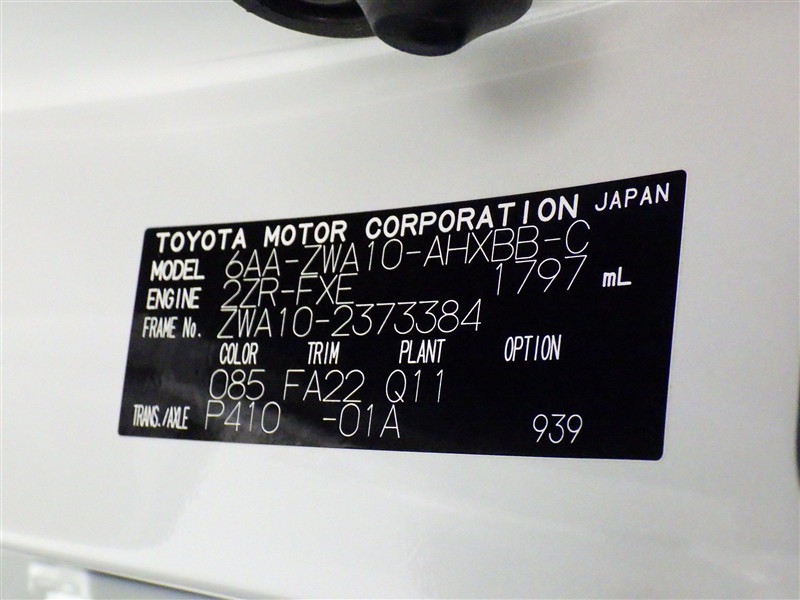 TOYOTA MOTOR CORPORATION JAPAN
MODEL 6AA-ZWA10-AHXBB-C
ENGINE 2ZR-FXE 1797 mL
FRAME No. ZWA10-2373384
COLOR TRIM PLANT OPTION
085 FA22 Q11
TRANS./AXLE P410 -01A 939